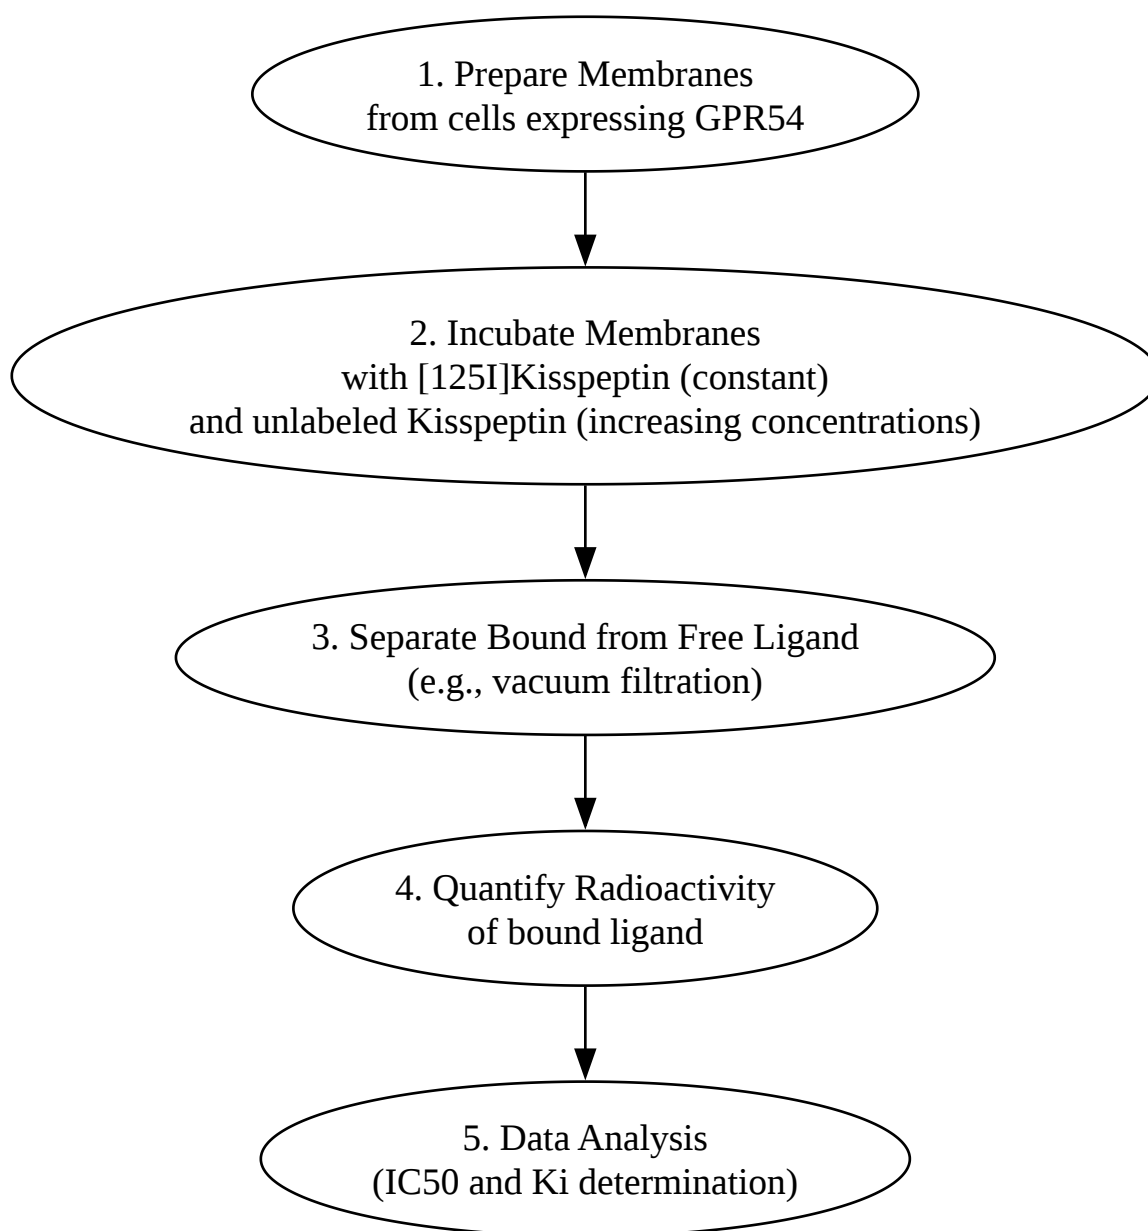 1. Prepare Membranes
from cells expressing GPR54
2. Incubate Membranes
with [125I]Kisspeptin (constant)
and unlabeled Kisspeptin (increasing concentrations)
3. Separate Bound from Free Ligand
(e.g., vacuum filtration)
4. Quantify Radioactivity
of bound ligand
5. Data Analysis
(IC50 and Ki determination)